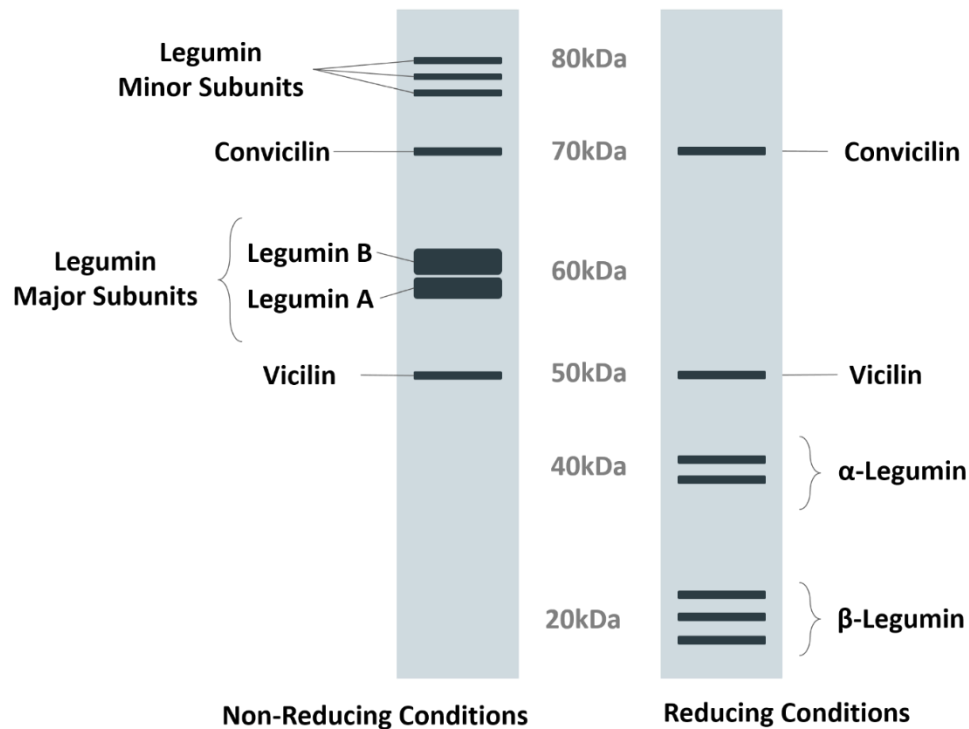 Legumin
Minor Subunits
80kDa
Convicilin
70kDa
Convicilin
Legumin B
Legumin
Major Subunits
60kDa
Legumin A
Vicilin
50kDa
Vicilin
40kDa
α-Legumin
20kDa
β-Legumin
Non-Reducing Conditions
Reducing Conditions